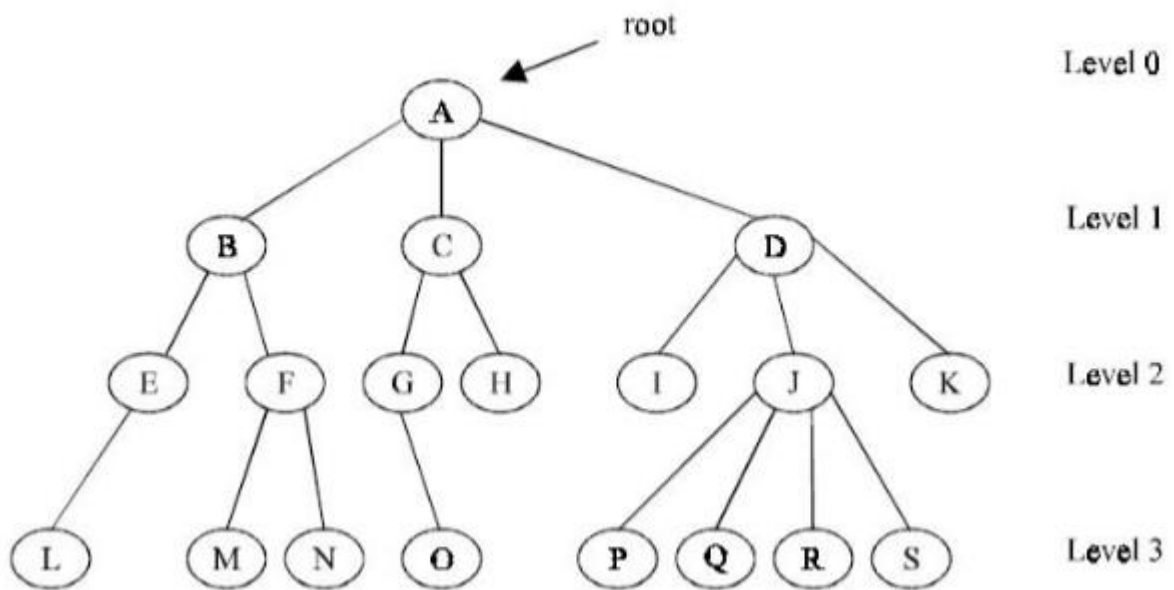 root
Level 0
A
Level 1
B C D
E F G H I J K
Level 2
L M N O P Q R S
Level 3